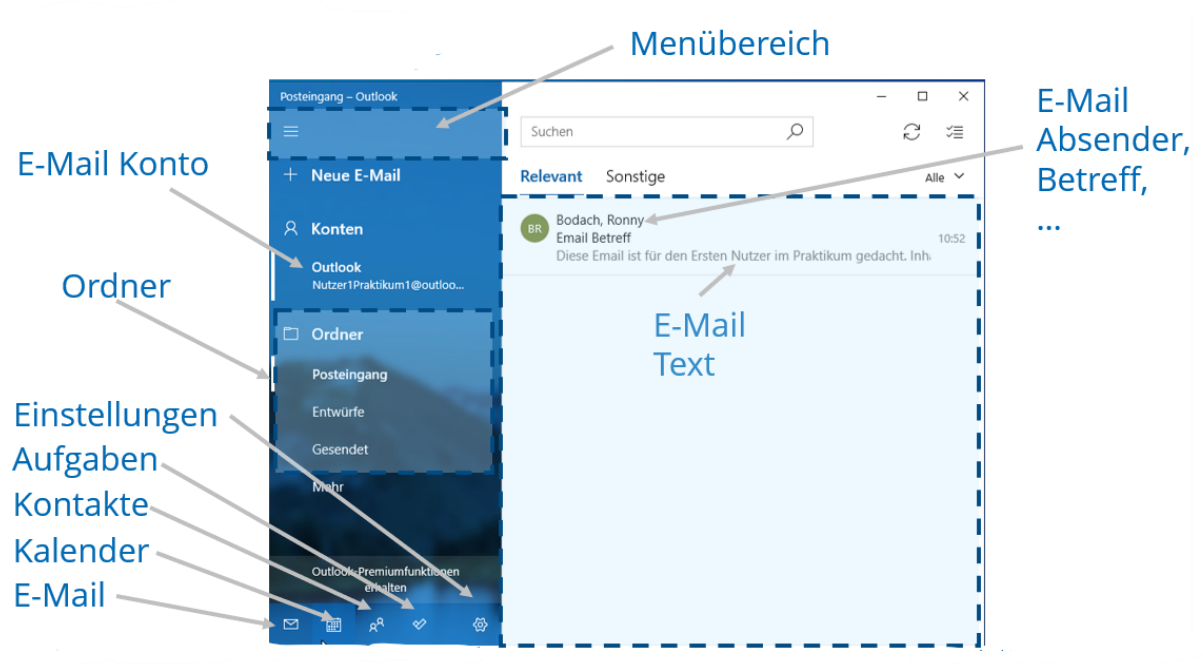 Menübereich
Posteingang – Outlook
E-Mail
Absender,
Betreff,
...
Suchen
E-Mail Konto
Neue E-Mail
Relevant Sonstige
Alle
Konten
BR
Bodach, Ronny
Email Betreff
10:52
Diese Email ist für den Ersten Nutzer im Praktikum gedacht. Inh
Outlook
Nutzer1Praktikum1@outloo...
Ordner
E-Mail
Text
Ordner
Posteingang
Entwürfe
Gesendet
Mehr
Einstellungen
Aufgaben
Kontakte
Kalender
E-Mail
Outlook-Premiumfunktionen
erhalten